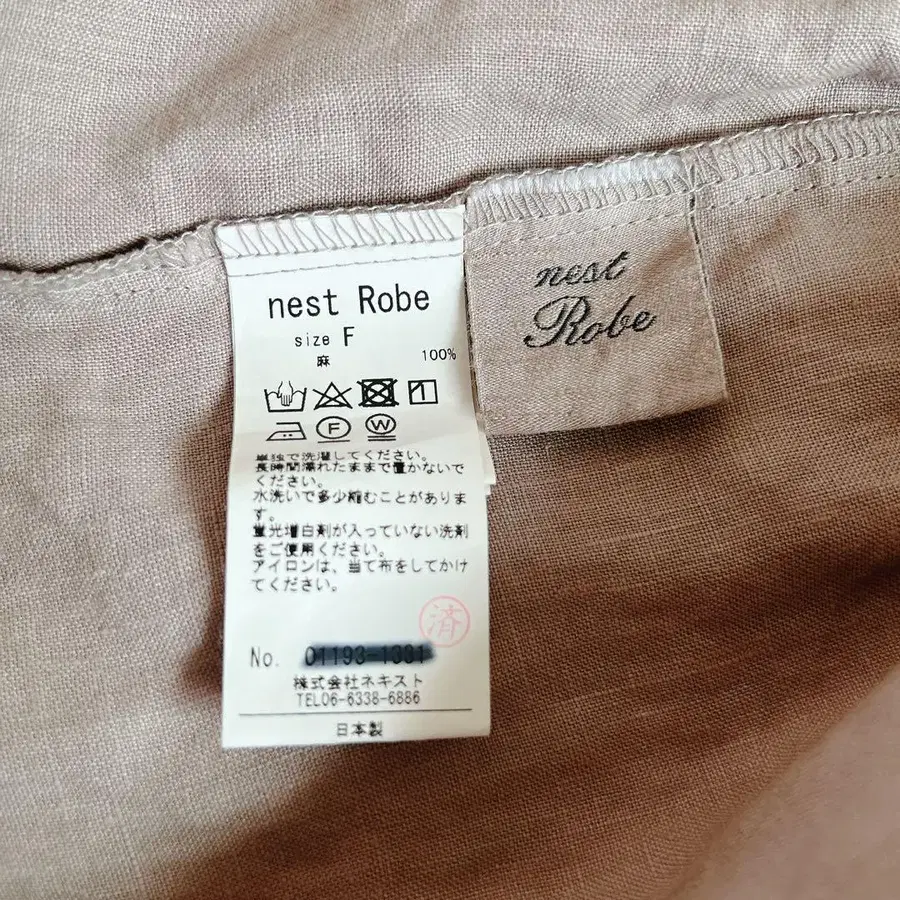 nest Robe
size F
麻 100%
F W
単独で洗濯してください。
長時間濡れたままで置かないで
ください。
水洗いで多少縮むことがありま
す。
蛍光増白剤が入っていない洗剤
をご使用ください。
アイロンは、当て布をしてかけ
てください。
済
No. 01193-1331
株式会社ネキスト
TEL06-6338-6886
日本製
nest
Robe